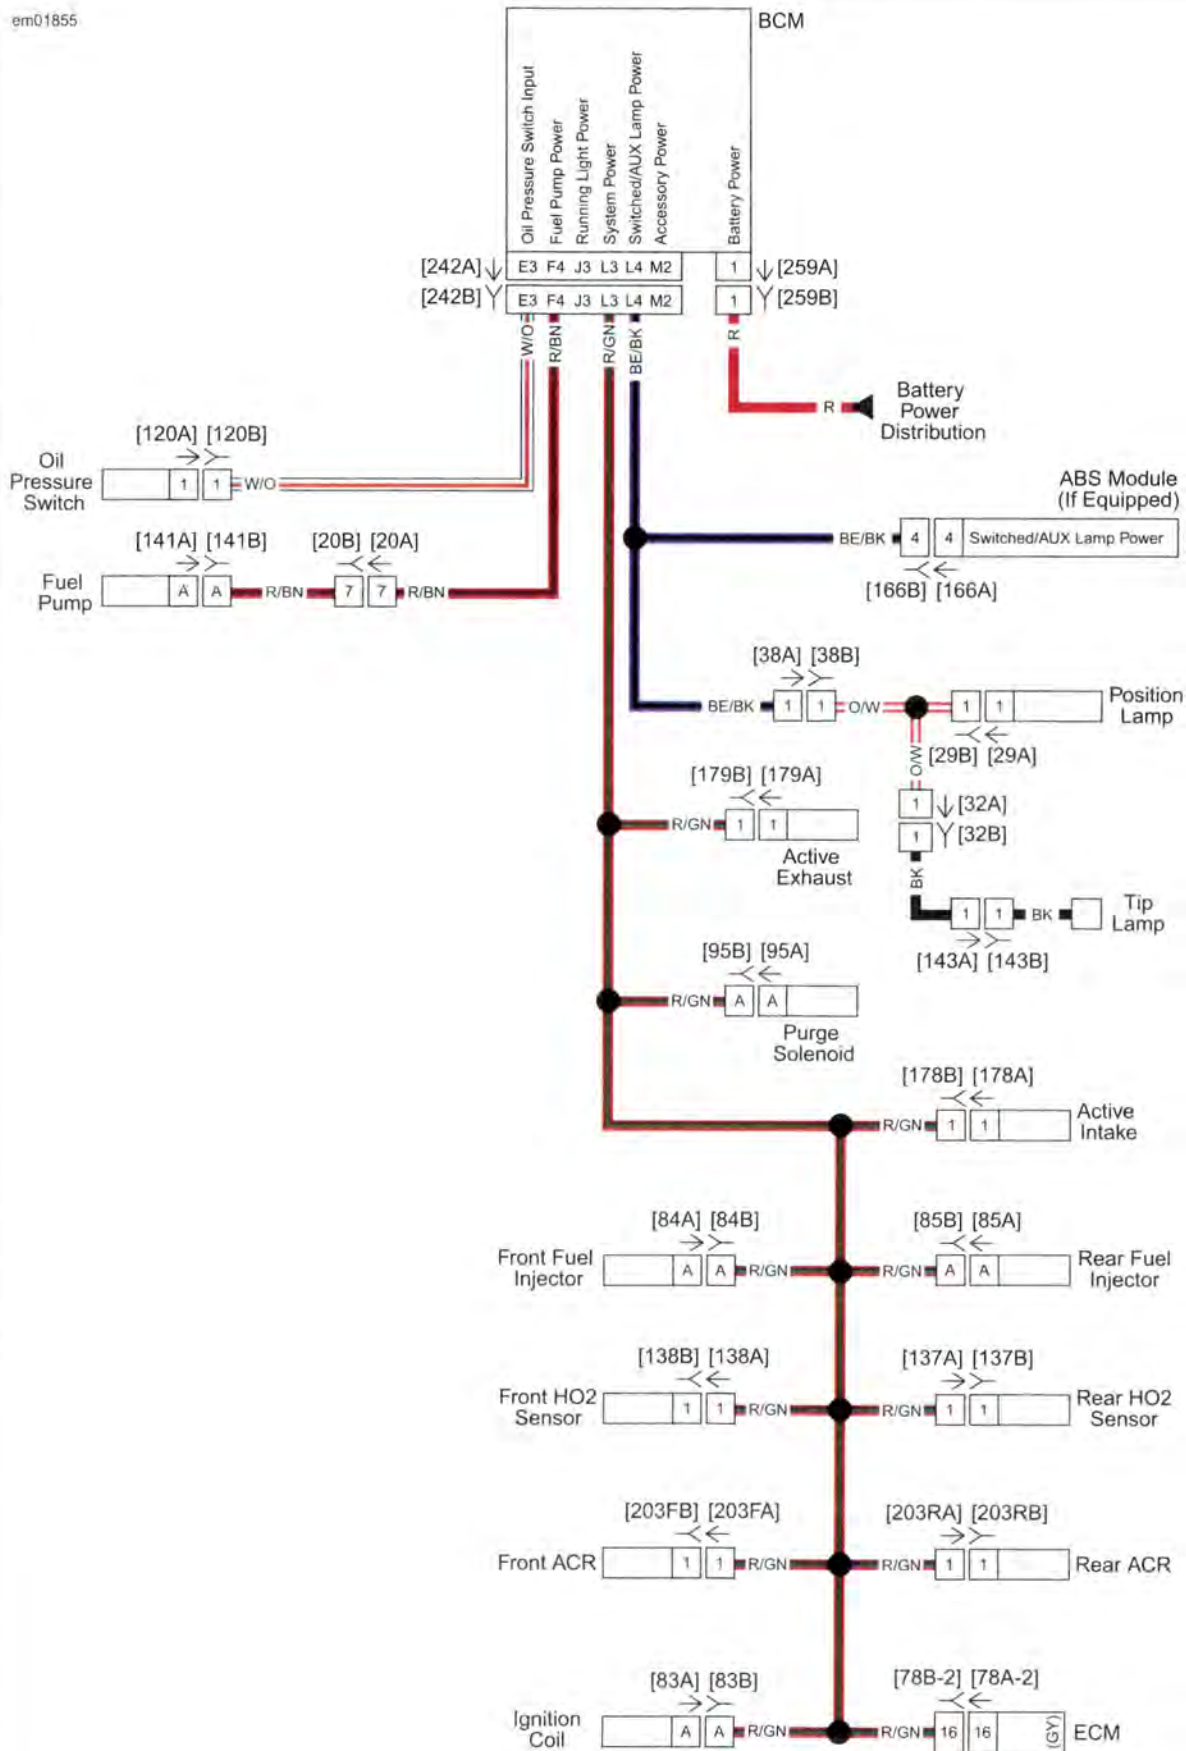 em01855
BCM
Oil Pressure Switch Input
Fuel Pump Power
Running Light Power
System Power
Switched/AUX Lamp Power
Accessory Power
Battery Power
[242A] E3 F4 J3 L3 L4 M2 1 [259A]
[242B] E3 F4 J3 L3 L4 M2 1 [259B]
W/O R/BN R/GN BE/BK R
R
Battery
Power
Distribution
[120A] [120B]
Oil
Pressure
Switch
1 1 W/O
ABS Module
(If Equipped)
BE/BK 4 4 Switched/AUX Lamp Power
[166B] [166A]
[141A] [141B] [20B] [20A]
Fuel
Pump
A A R/BN 7 7 R/BN
[38A] [38B]
BE/BK 1 1 O/W 1 1
Position
Lamp
[29B] [29A]
O/W
1 [32A]
1 [32B]
BK
1 1 BK
Tip
Lamp
[143A] [143B]
[179B] [179A]
R/GN 1 1
Active
Exhaust
[95B] [95A]
R/GN A A
Purge
Solenoid
[178B] [178A]
R/GN 1 1
Active
Intake
[84A] [84B] [85B] [85A]
Front Fuel
Injector
A A R/GN R/GN A A
Rear Fuel
Injector
[138B] [138A] [137A] [137B]
Front HO2
Sensor
1 1 R/GN R/GN 1 1
Rear HO2
Sensor
[203FB] [203FA] [203RA] [203RB]
Front ACR 1 1 R/GN R/GN 1 1 Rear ACR
[83A] [83B] [78B-2] [78A-2]
Ignition
Coil
A A R/GN R/GN 16 16 (GY) ECM